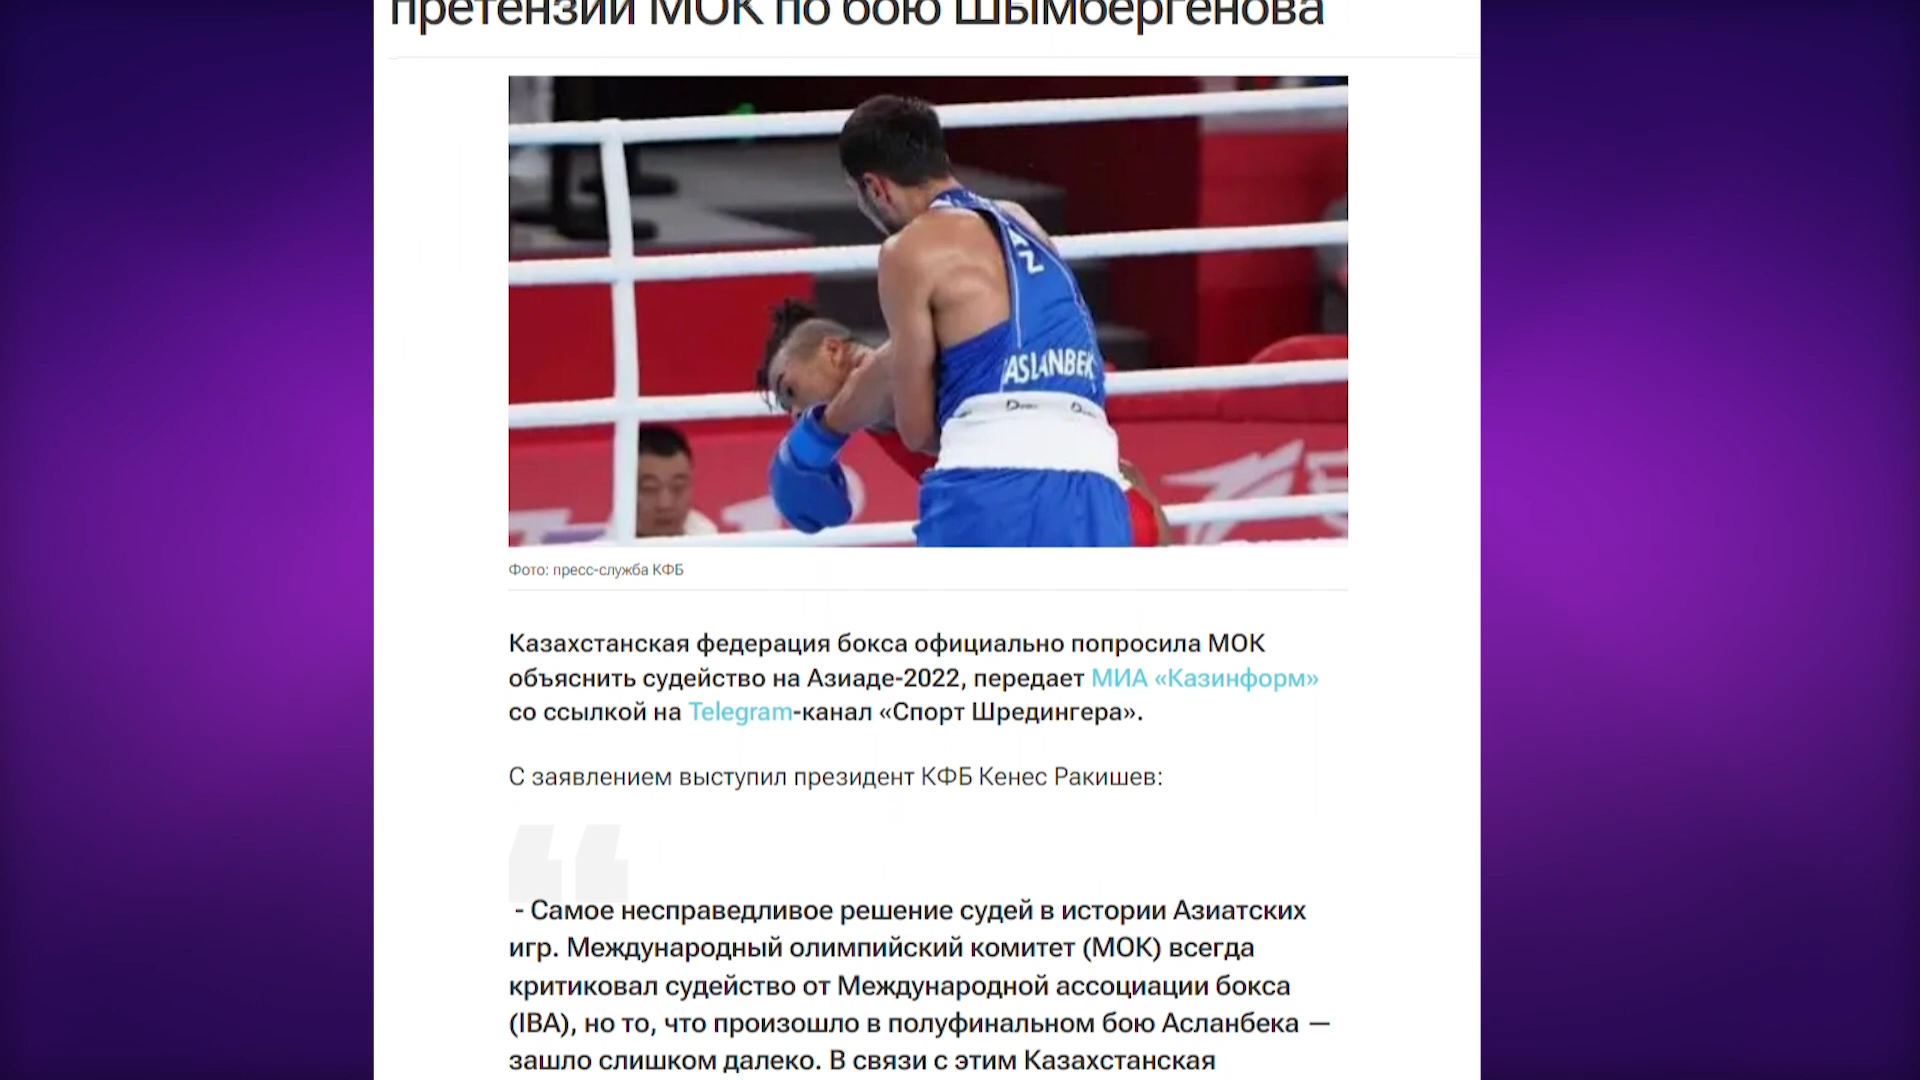 претензии МОК по бою Шымбергенова
Z
ASLANBEK
Фото: пресс-служба КФБ
Казахстанская федерация бокса официально попросила МОК
объяснить судейство на Азиаде-2022, передает МИА «Казинформ»
со ссылкой на Telegram-канал «Спорт Шредингера».
С заявлением выступил президент КФБ Кенес Ракишев:
- Самое несправедливое решение судей в истории Азиатских
игр. Международный олимпийский комитет (МОК) всегда
критиковал судейство от Международной ассоциации бокса
(IBA), но то, что произошло в полуфинальном бою Асланбека —
зашло слишком далеко. В связи с этим Казахстанская